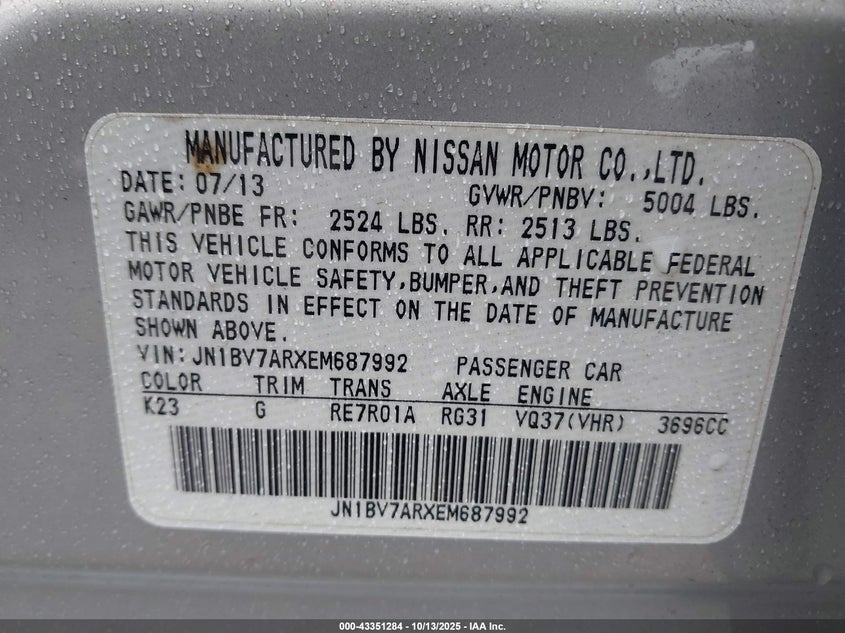 MANUFACTURED BY NISSAN MOTOR CO.,LTD.
DATE: 07/13 GVWR/PNBV: 5004 LBS.
GAWR/PNBE FR: 2524 LBS. RR: 2513 LBS.
THIS VEHICLE CONFORMS TO ALL APPLICABLE FEDERAL
MOTOR VEHICLE SAFETY,BUMPER,AND THEFT PREVENTION
STANDARDS IN EFFECT ON THE DATE OF MANUFACTURE
SHOWN ABOVE.
VIN: JN1BV7ARXEM687992 PASSENGER CAR
COLOR TRIM TRANS AXLE ENGINE
K23 G RE7R01A RG31 VQ37(VHR) 3696CC
JN1BV7ARXEM687992
000-43351284 | 10/13/2025 - IAA Inc.